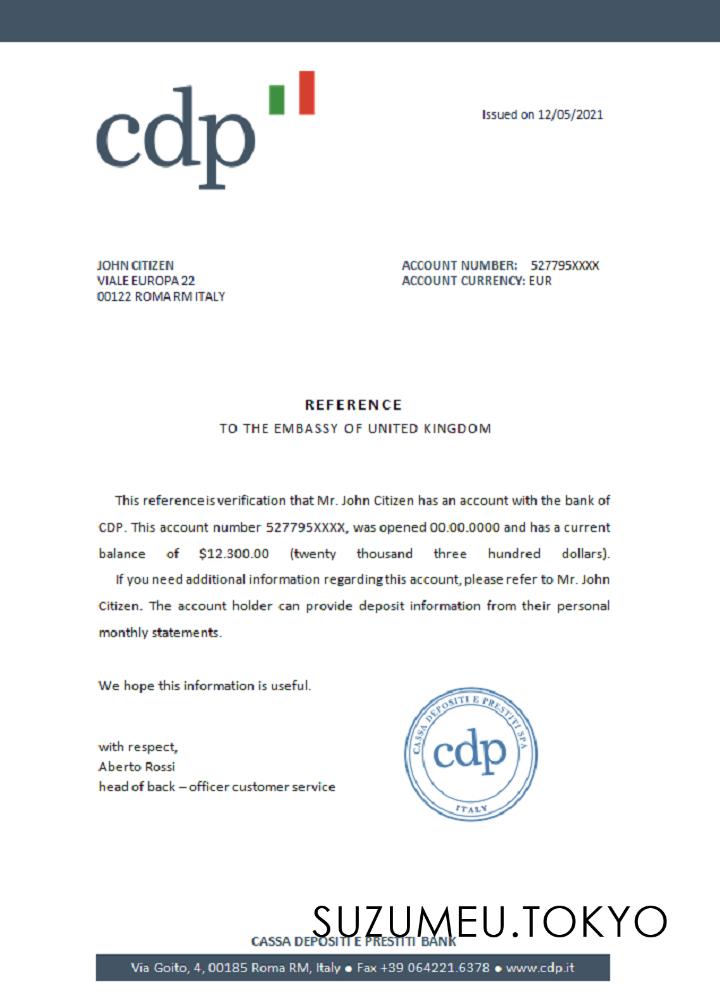 cdp
Issued on 12/05/2021
JOHN CITIZEN
VIALE EUROPA 22
00122 ROMA RM ITALY
ACCOUNT NUMBER: 527795XXXX
ACCOUNT CURRENCY: EUR
REFERENCE
TO THE EMBASSY OF UNITED KINGDOM
This reference is verification that Mr. John Citizen has an account with the bank of
CDP. This account number 527795XXXX, was opened 00.00.0000 and has a current
balance of $12.300.00 (twenty thousand three hundred dollars).
If you need additional information regarding this account, please refer to Mr. John
Citizen. The account holder can provide deposit information from their personal
monthly statements.
We hope this information is useful.
CASSA DEPOSITI E PRESTITI SPA
cdp
ITALY
with respect,
Aberto Rossi
head of back – officer customer service
SUZUMEU.TOKYO
CASSA DEPOSITI E PRESTITI BANK
Via Goito, 4, 00185 Roma RM, Italy ● Fax +39 064221.6378 ● www.cdp.it